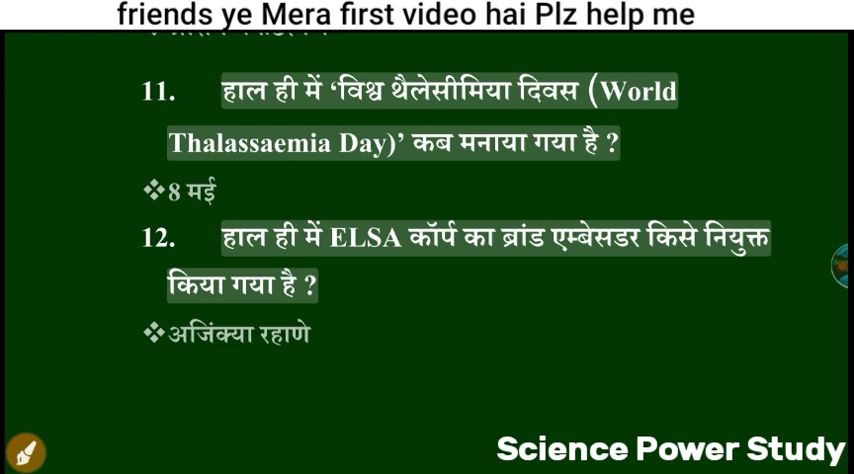 friends ye Mera first video hai Plz help me
11. हाल ही में ‘विश्व थैलेसीमिया दिवस (World
Thalassaemia Day)’ कब मनाया गया है ?
❖8 मई
12. हाल ही में ELSA कॉर्प का ब्रांड एम्बेसडर किसे नियुक्त
किया गया है ?
❖अजिंक्या रहाणे
Science Power Study